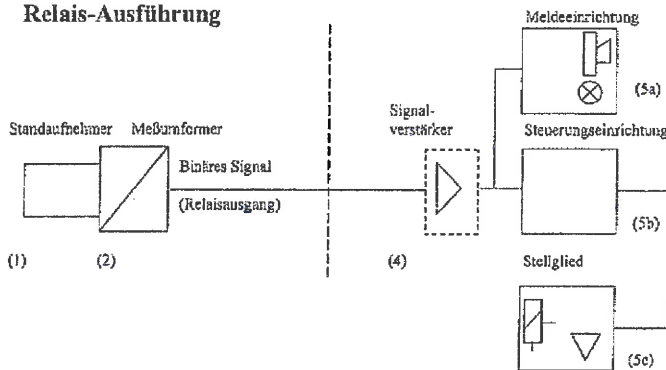 Relais-Ausführung
Meldeeinrichtung
(5a)
Standaufnehmer
Meßumformer
Signal-
verstärker
Steuerungseinrichtung
Binäres Signal
(Relaisausgang)
(5b)
(1)
(2)
(4)
Stellglied
(5c)